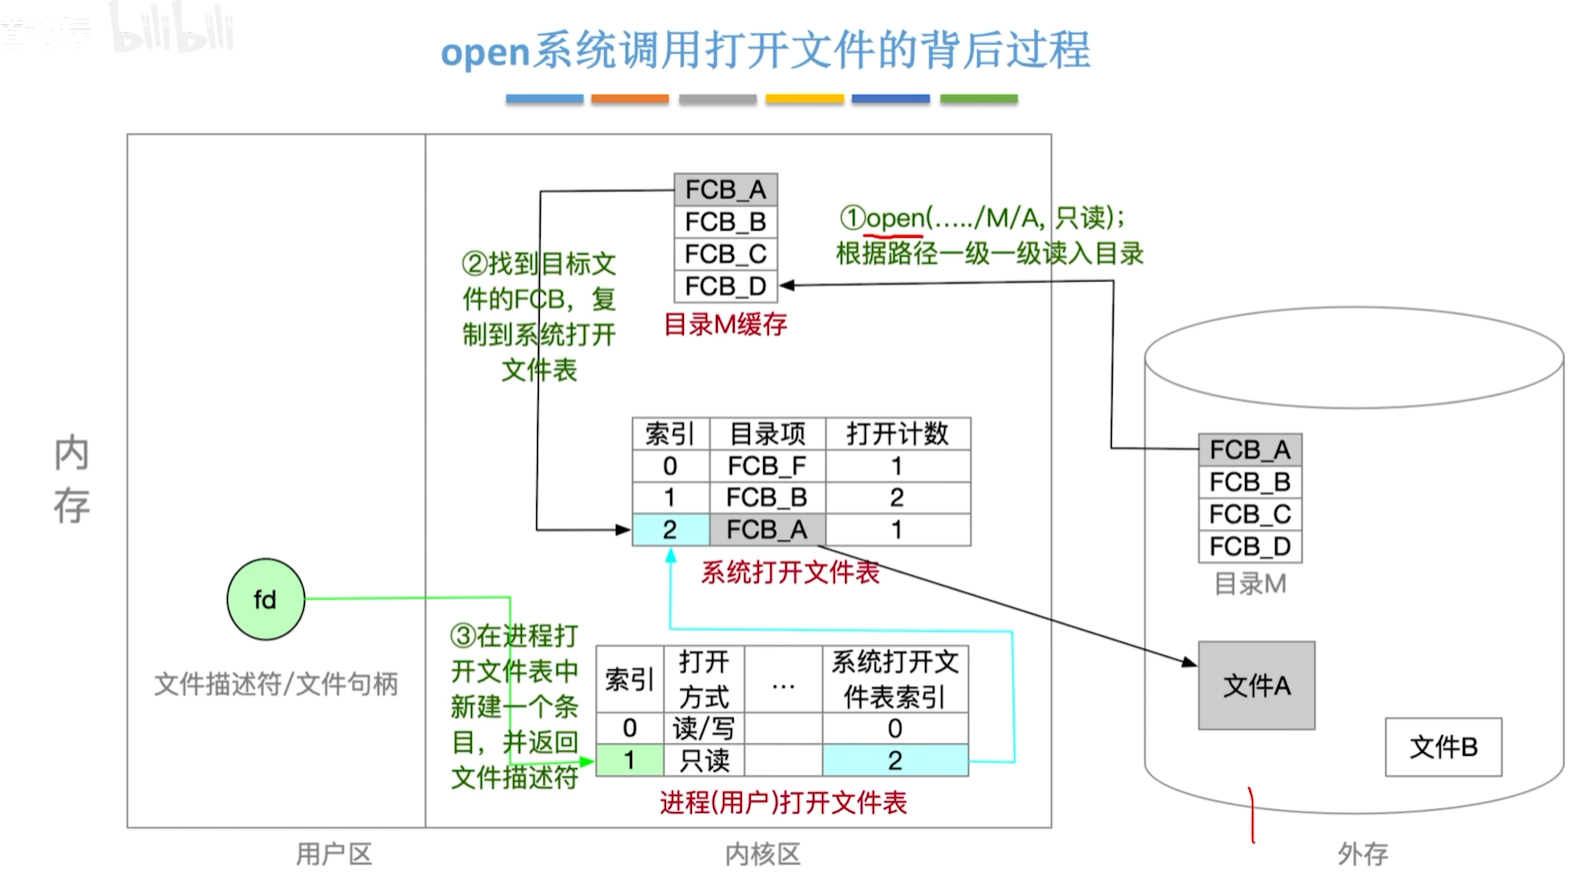 bilibili
open系统调用打开文件的背后过程
FCB_A
FCB_B
FCB_C
FCB_D
目录M缓存
①open(…../M/A, 只读);
根据路径一级一级读入目录
②找到目标文
件的FCB，复
制到系统打开
文件表
索引 目录项 打开计数
0 FCB_F 1
1 FCB_B 2
2 FCB_A 1
系统打开文件表
内
存
fd
文件描述符/文件句柄
③在进程打
开文件表中
新建一个条
目，并返回
文件描述符
索引 打开 … 系统打开文
方式 件表索引
0 读/写 0
1 只读 2
进程(用户)打开文件表
FCB_A
FCB_B
FCB_C
FCB_D
目录M
文件A
文件B
用户区
内核区
外存